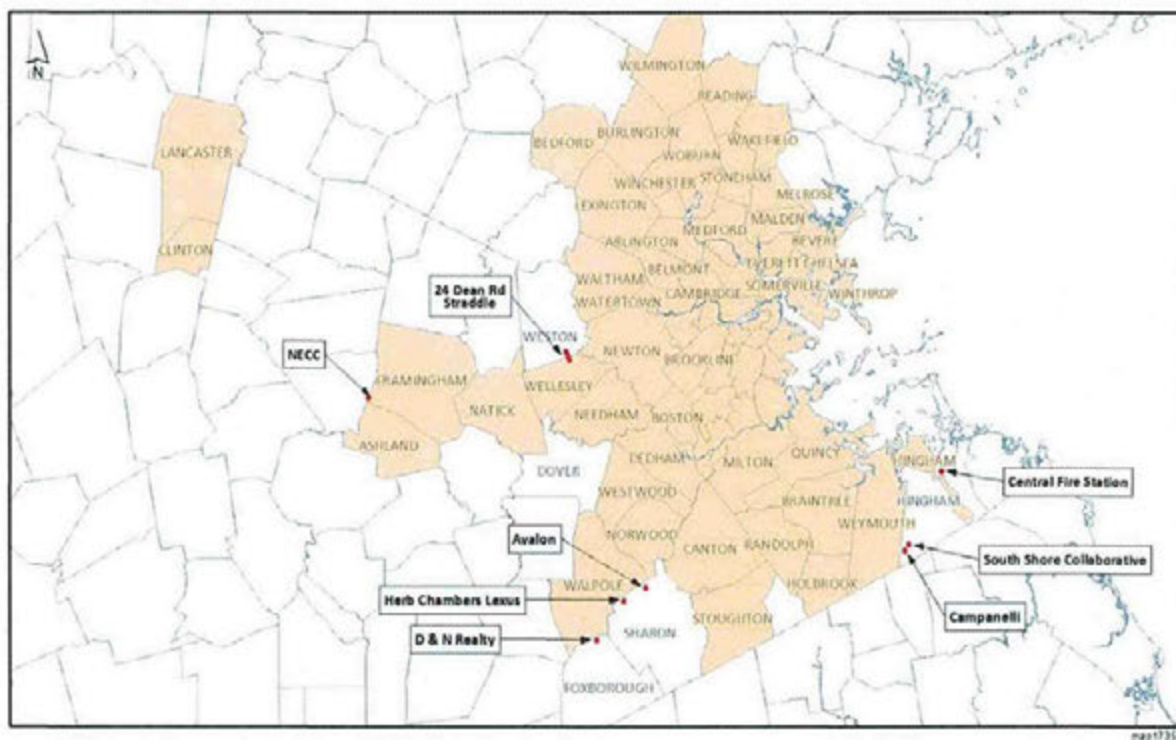 WILMINGTON
READING
LANCASTER
BEDFORD
BURLINGTON
WAKEFIELD
WOBURN
WINCHESTER
STONEHAM
MELROSE
LEXINGTON
MALDEN
MEDFORD
REVERE
CLINTON
ARLINGTON
EVERETT
CHELSEA
BELMONT
WALTHAM
SOMERVILLE
WINTHROP
24 Dean Rd
Straddle
CAMBRIDGE
WATERTOWN
WESTON
NECC
NEWTON
BROOKLINE
FRAMINGHAM
WELLESLEY
NATICK
NEEDHAM
BOSTON
ASHLAND
QUINCY
DEDHAM
MILTON
HINGHAM
DOVER
Central Fire Station
WESTWOOD
BRAINTREE
HINGHAM
WEYMOUTH
Avalon
NORWOOD
CANTON
RANDOLPH
South Shore Collaborative
WALPOLE
HOLBROOK
Herb Chambers Lexus
STOUGHTON
Campanelli
SHARON
D & N Realty
FOXBOROUGH
N